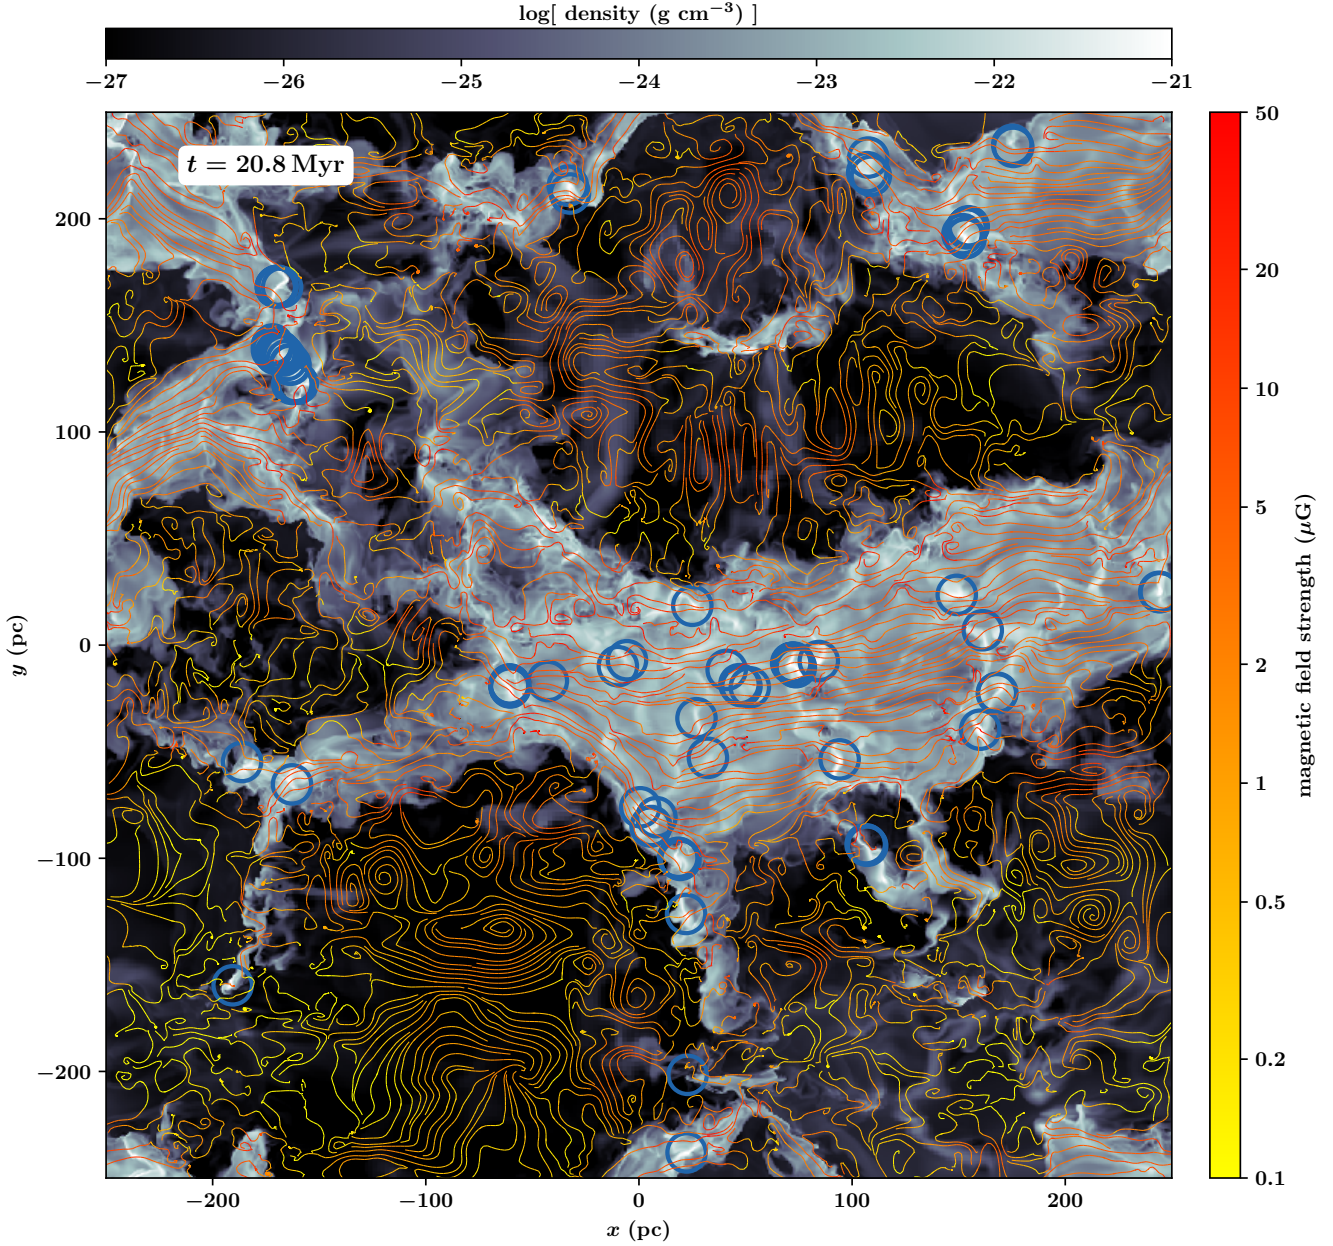 log[ density (g cm⁻³) ]
−27 −26 −25 −24 −23 −22 −21
t = 20.8 Myr
200
100
0
−100
−200
y (pc)
−200 −100 0 100 200
x (pc)
50
20
10
5
2
1
0.5
0.2
0.1
magnetic field strength (μG)